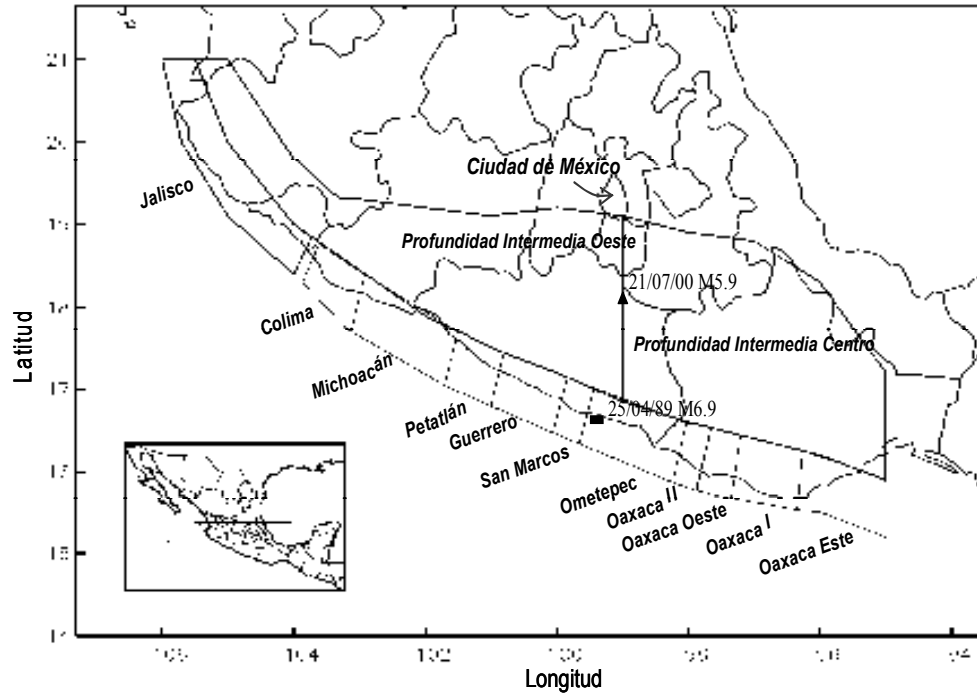 21
Ciudad de México
Jalisco
Profundidad Intermedia Oeste
21/07/00 M5.9
Colima
Profundidad Intermedia Centro
Latitud
Michoacán
25/04/89 M6.9
Petatlán
Guerrero
San Marcos
Ometepec
Oaxaca II
Oaxaca Oeste
Oaxaca I
Oaxaca Este
Longitud